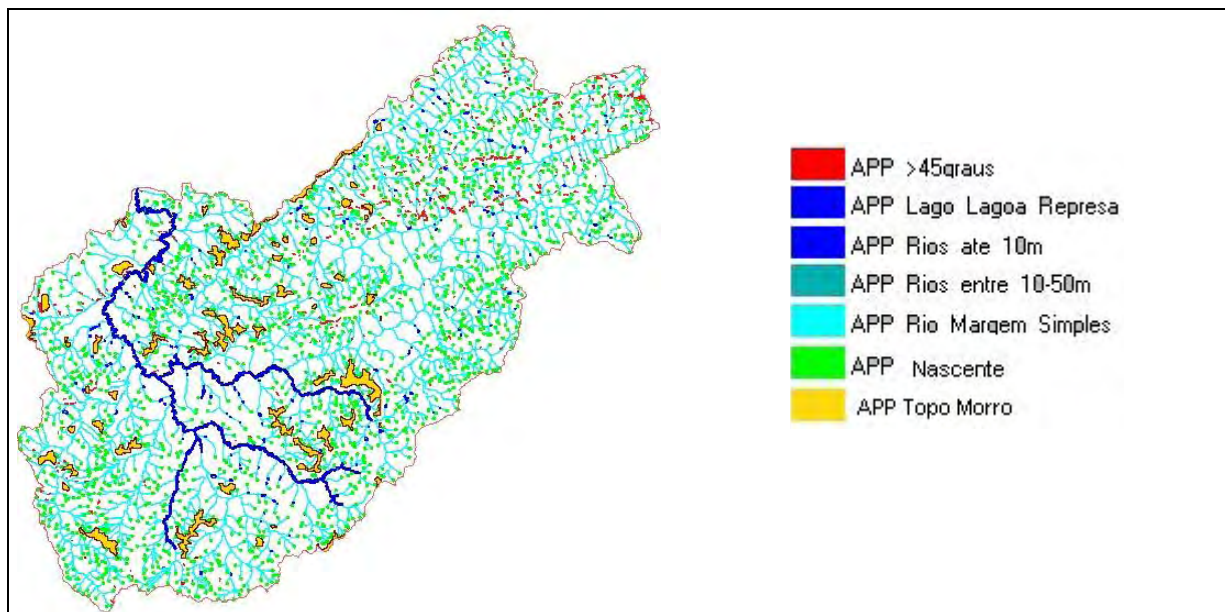 APP >45graus
APP Lago Lagoa Represa
APP Rios ate 10m
APP Rios entre 10-50m
APP Rio Margem Simples
APP Nascente
APP Topo Morro